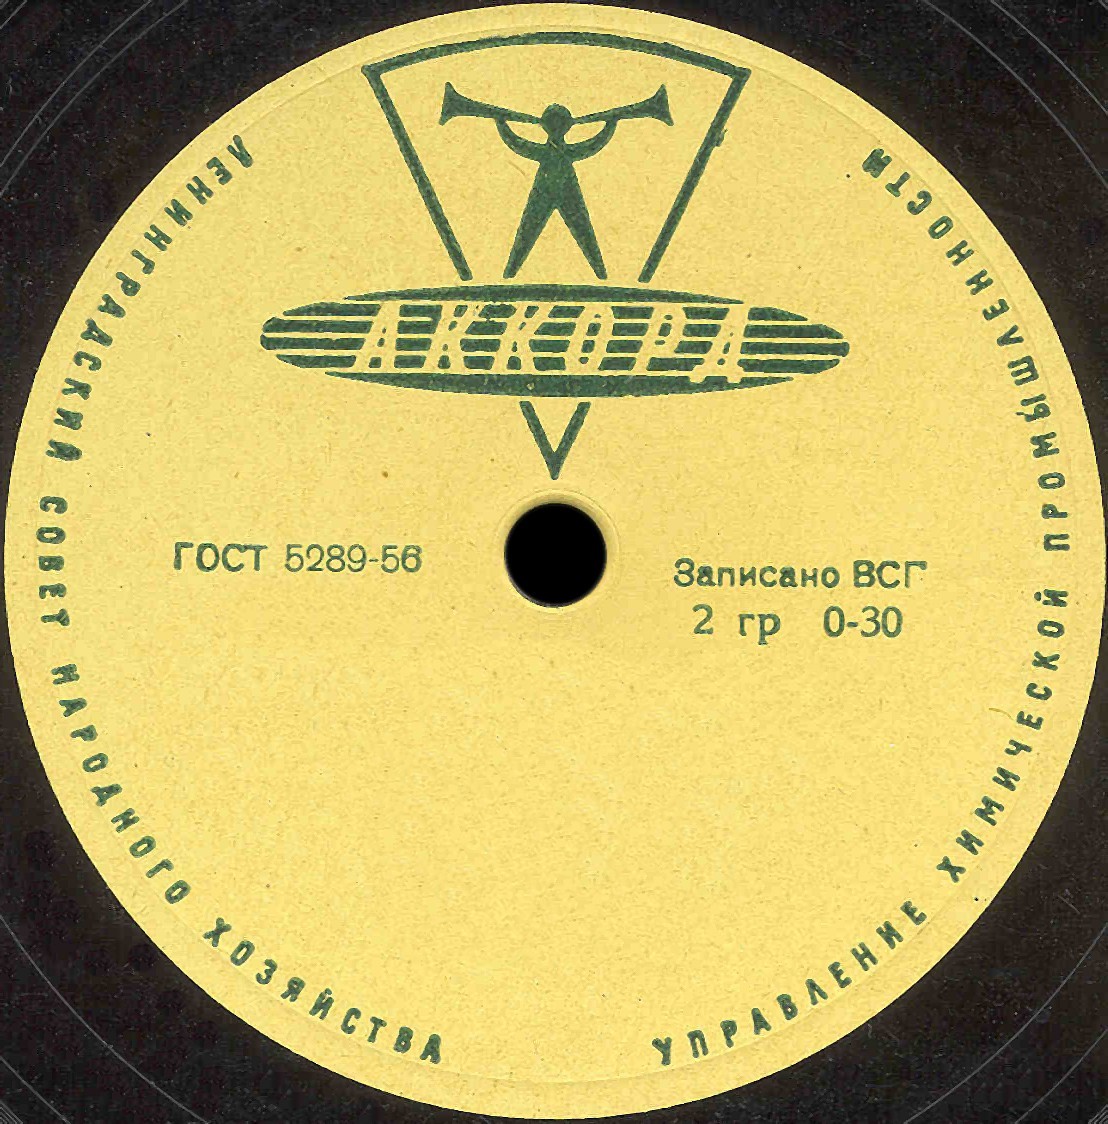 АККОРД
ГОСТ 5289-56
Записано ВСГ
2 гр 0-30
ЛЕНИНГРАДСКИЙ СОВЕТ НАРОДНОГО ХОЗЯЙСТВА
УПРАВЛЕНИЕ ХИМИЧЕСКОЙ ПРОМЫШЛЕННОСТИ